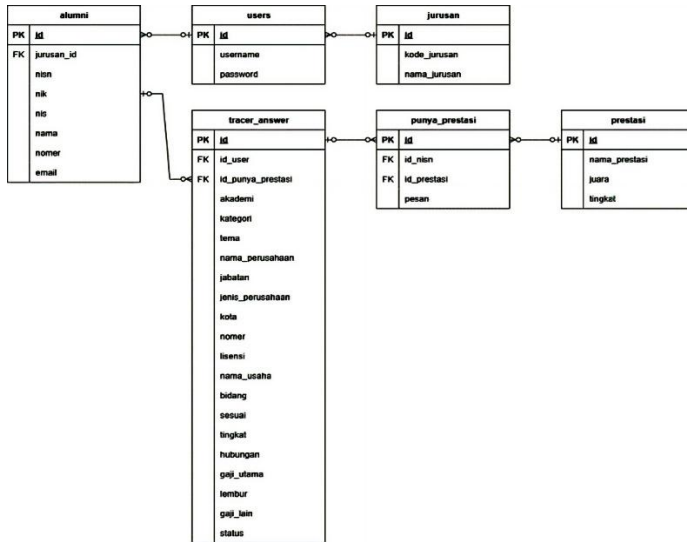 alumni
PK id
FK jurusan_id
nisn
nik
nis
nama
nomer
email
users
PK id
username
password
jurusan
PK id
kode_jurusan
nama_jurusan
tracer_answer
PK id
FK id_user
FK id_punya_prestasi
akademi
kategori
tema
nama_perusahaan
jabatan
jenis_perusahaan
kota
nomer
lisensi
nama_usaha
bidang
sesuai
tingkat
hubungan
gaji_utama
lembur
gaji_lain
status
punya_prestasi
PK id
FK id_nisn
FK id_prestasi
pesan
prestasi
PK id
nama_prestasi
juara
tingkat